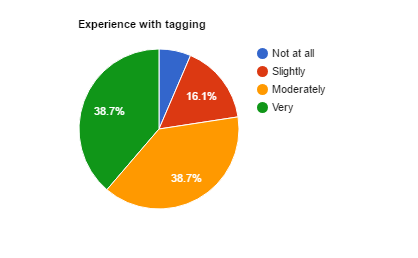 Experience with tagging
Not at all
Slightly
Moderately
Very
16.1%
38.7%
38.7%